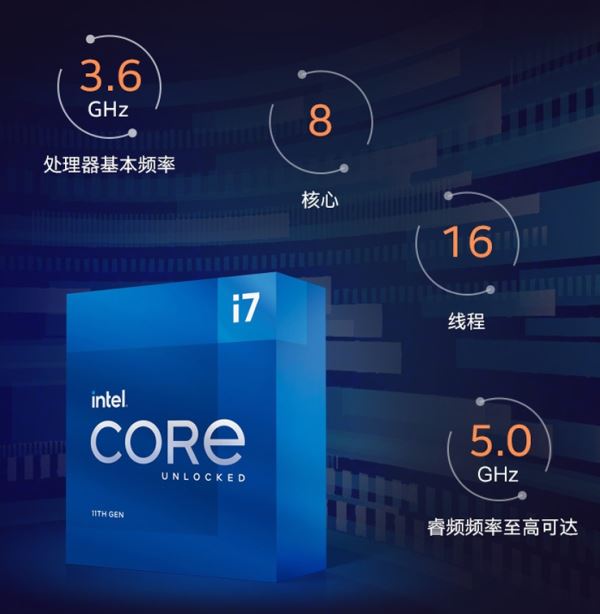 3.6
GHz
处理器基本频率
8
核心
16
线程
i7
intel.
CORE
UNLOCKED
11TH GEN
5.0
GHz
睿频频率至高可达